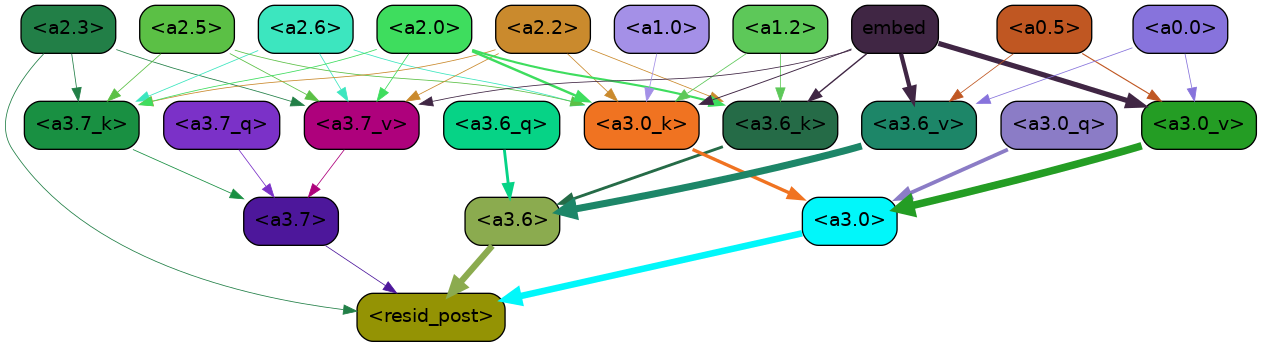 <a2.3> <a2.5> <a2.6> <a2.0> <a2.2> <a1.0> <a1.2> embed <a0.5> <a0.0>
<a3.7_k> <a3.7_q> <a3.7_v> <a3.6_q> <a3.0_k> <a3.6_k> <a3.6_v> <a3.0_q> <a3.0_v>
<a3.7> <a3.6> <a3.0>
<resid_post>